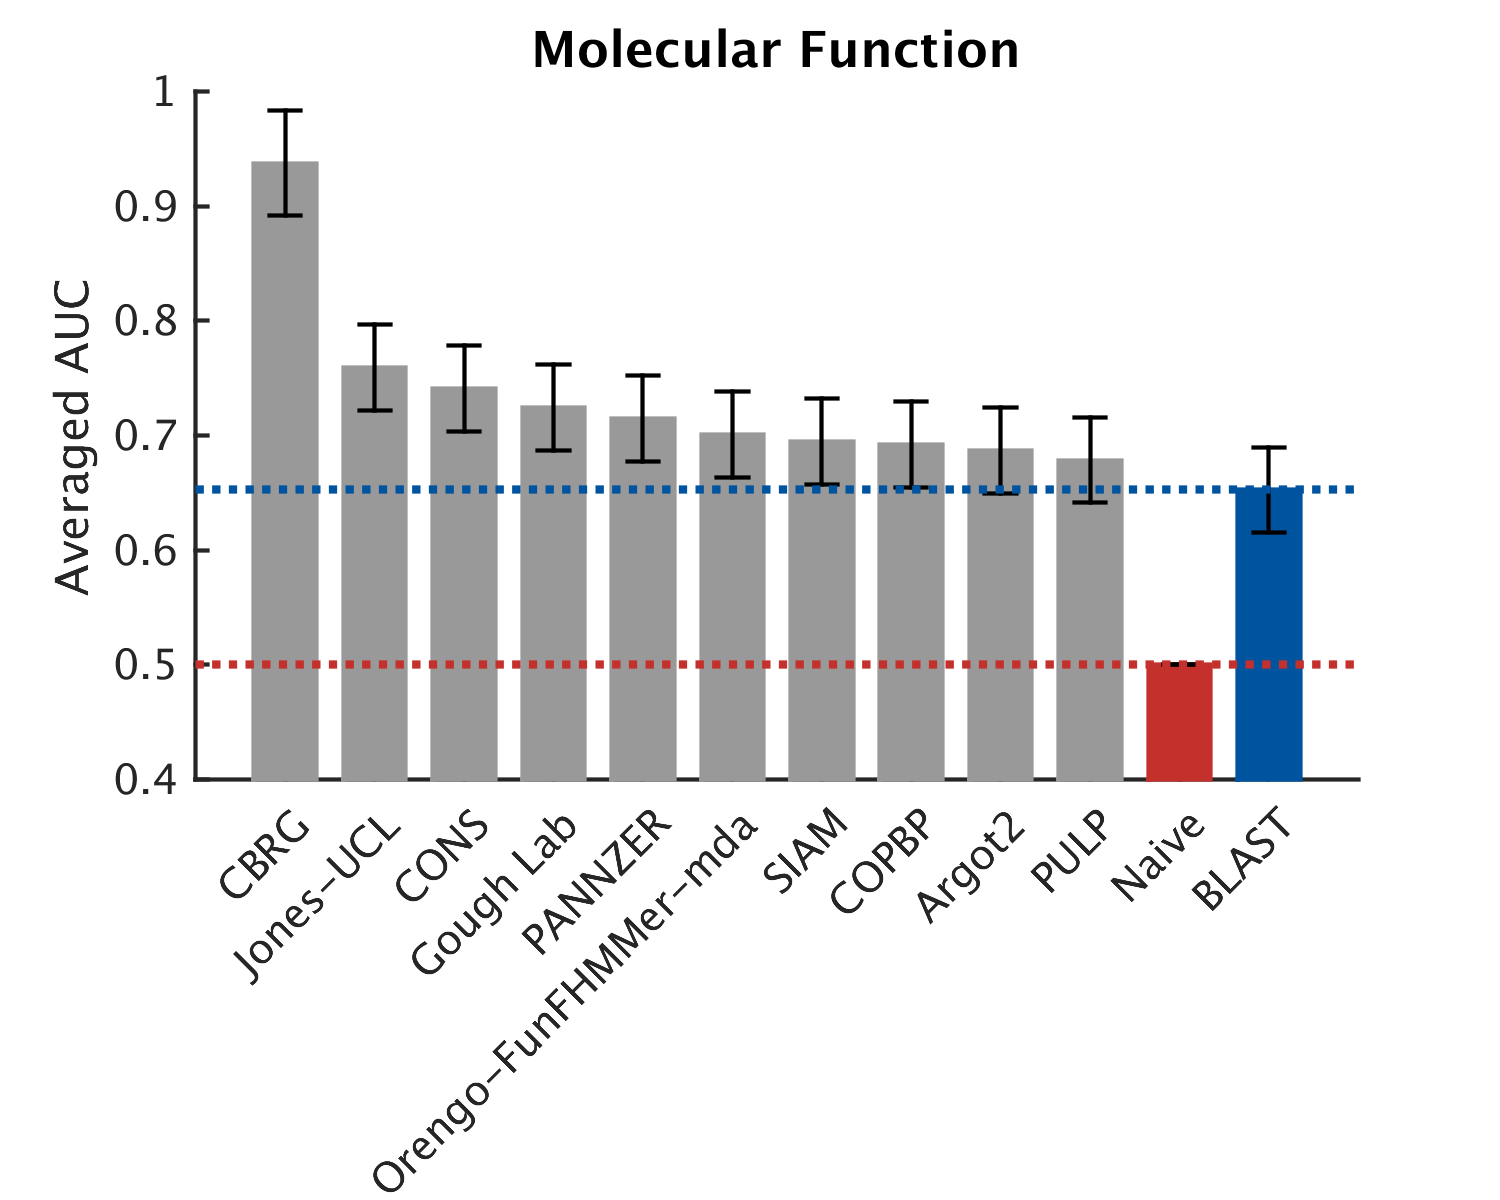 Molecular Function
Averaged AUC
1
0.9
0.8
0.7
0.6
0.5
0.4
CBRG
Jones-UCL
CONS
Gough Lab
PANNZER
Orengo-FunFHMMer-mda
SIAM
COPBP
Argot2
PULP
Naive
BLAST